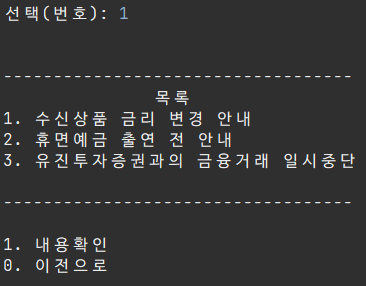 선택(번호): 1
----------------------------------
목록
1. 수신상품 금리 변경 안내
2. 휴면예금 출연 전 안내
3. 유진투자증권과의 금융거래 일시중단
----------------------------------
1. 내용확인
0. 이전으로